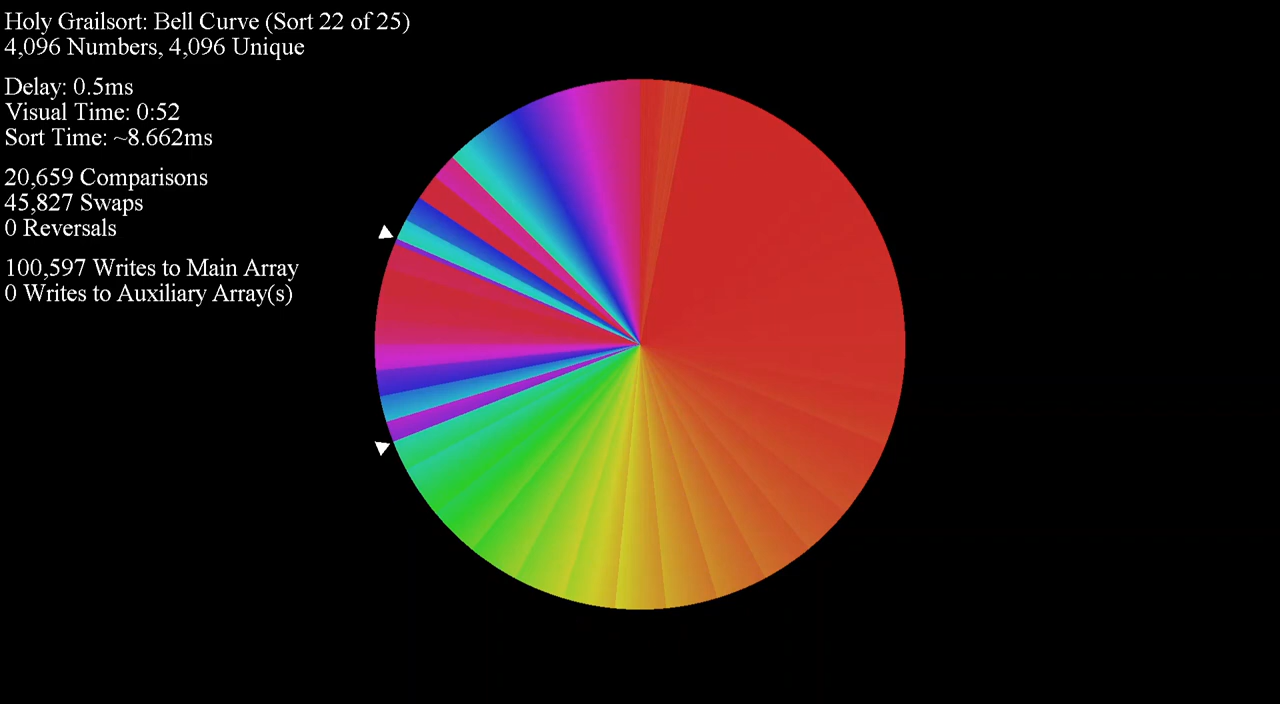 Holy Grailsort: Bell Curve (Sort 22 of 25)
4,096 Numbers, 4,096 Unique
Delay: 0.5ms
Visual Time: 0:52
Sort Time: ~8.662ms
20,659 Comparisons
45,827 Swaps
0 Reversals
100,597 Writes to Main Array
0 Writes to Auxiliary Array(s)